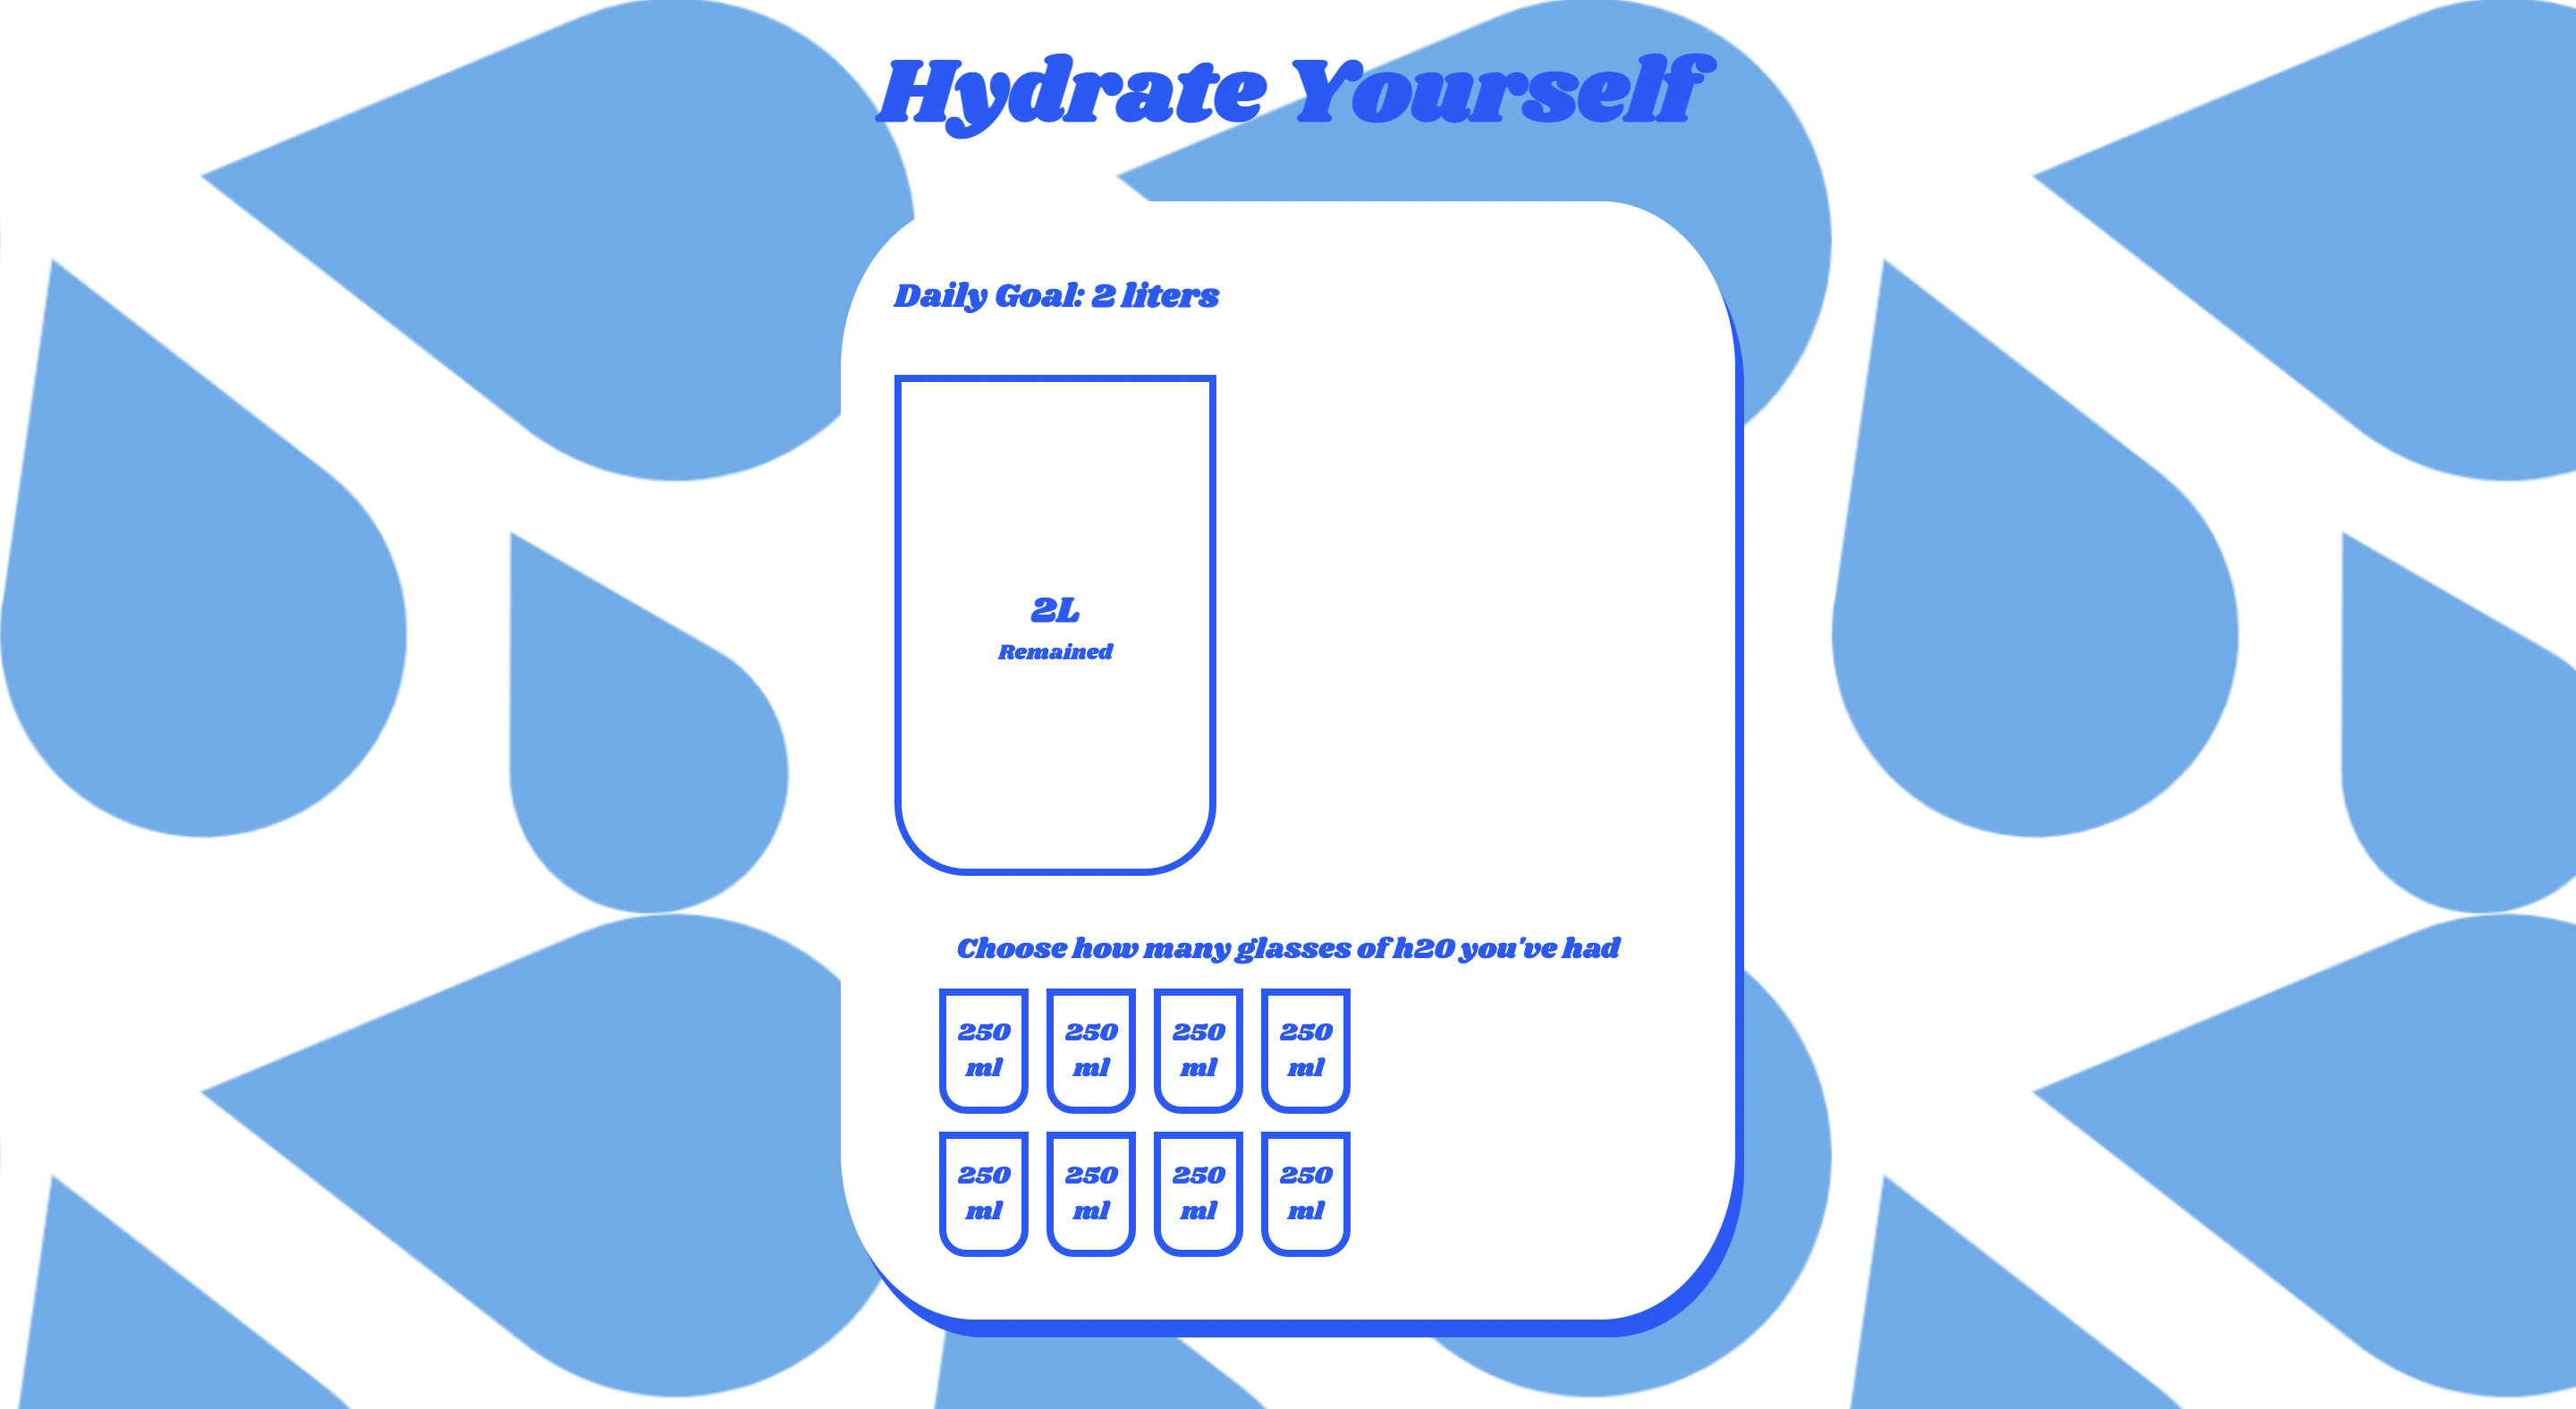 Hydrate Yourself
Daily Goal: 2 liters
2L
Remained
Choose how many glasses of h20 you've had
250 250 250 250
ml ml ml ml
250 250 250 250
ml ml ml ml